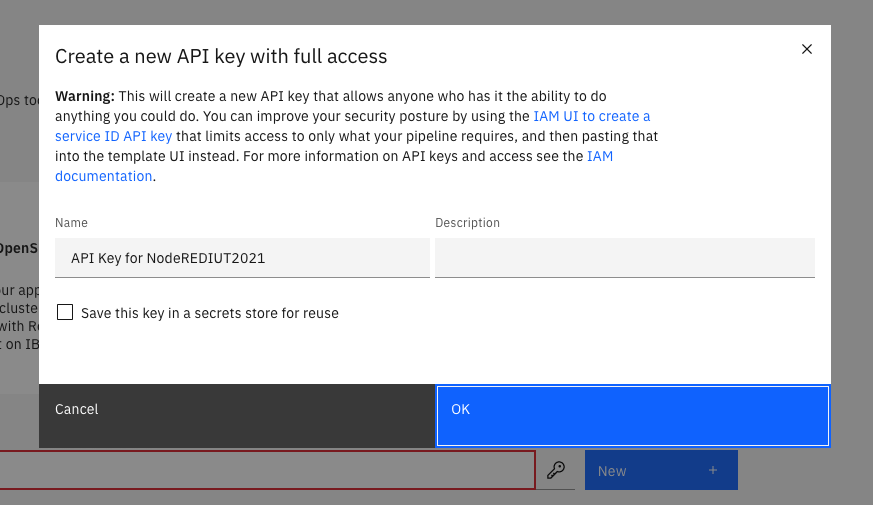 Create a new API key with full access
Warning: This will create a new API key that allows anyone who has it the ability to do
anything you could do. You can improve your security posture by using the IAM UI to create a
service ID API key that limits access to only what your pipeline requires, and then pasting that
into the template UI instead. For more information on API keys and access see the IAM
documentation.
Name
Description
API Key for NodeREDIUT2021
Save this key in a secrets store for reuse
Cancel
OK
Ops
OpenS
ur app
cluste
with
on IB
New +